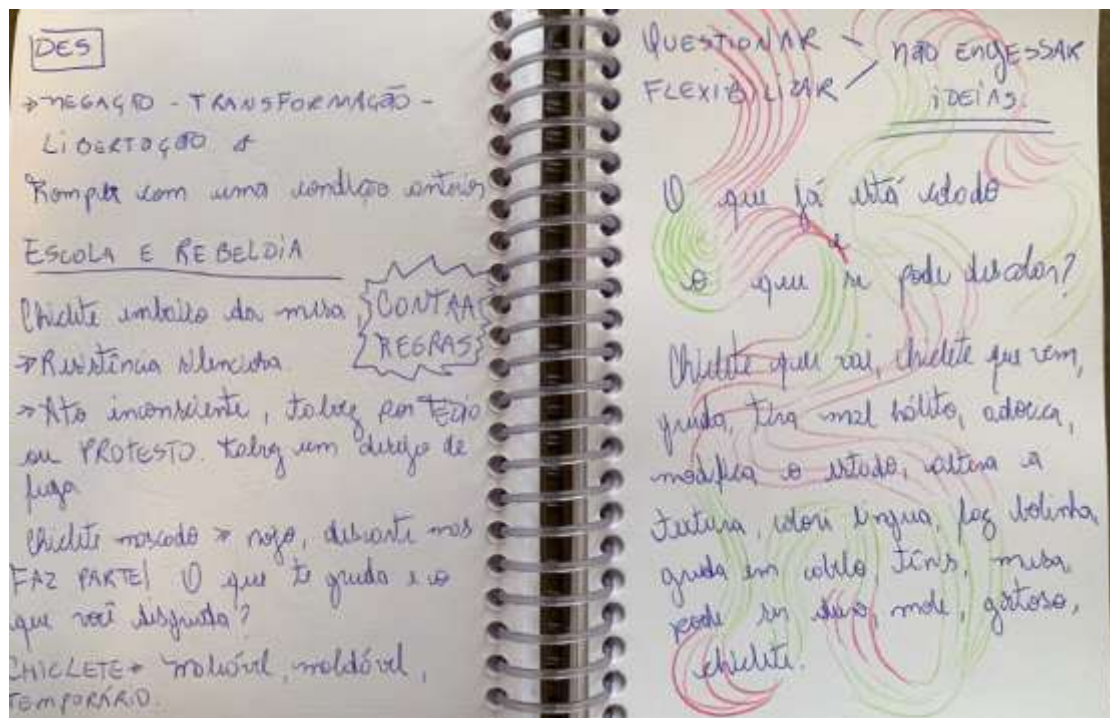 DES
→ NEGAÇÃO - TRANSFORMAÇÃO -
LIBERTAÇÃO
Romper com uma condição anterior
ESCOLA E REBELDIA
Chiclete embaixo da mesa,
CONTRA
REGRAS
→ Resistência silenciosa
→ Ato inconsciente, talvez por TÉDIO
ou PROTESTO. Talvez um desejo de
fuga
Chiclete mascado → nojo, descarte mas
FAZ PARTE! O que te gruda e o
que você desgruda?
CHICLETE → maleável, moldável,
TEMPORÁRIO.
QUESTIONAR
FLEXIBILIZAR
NÃO ENGESSAR
IDEIAS.
O que já está colado
e
o que se pode descolar?
Chiclete que vai, chiclete que vem,
gruda, tira mal hálito, adoça,
modifica o estado, altera a
textura, colori língua, faz bolinha,
gruda em cabelo, tênis, mesa,
pode ser duro, mole, gostoso,
chiclete.